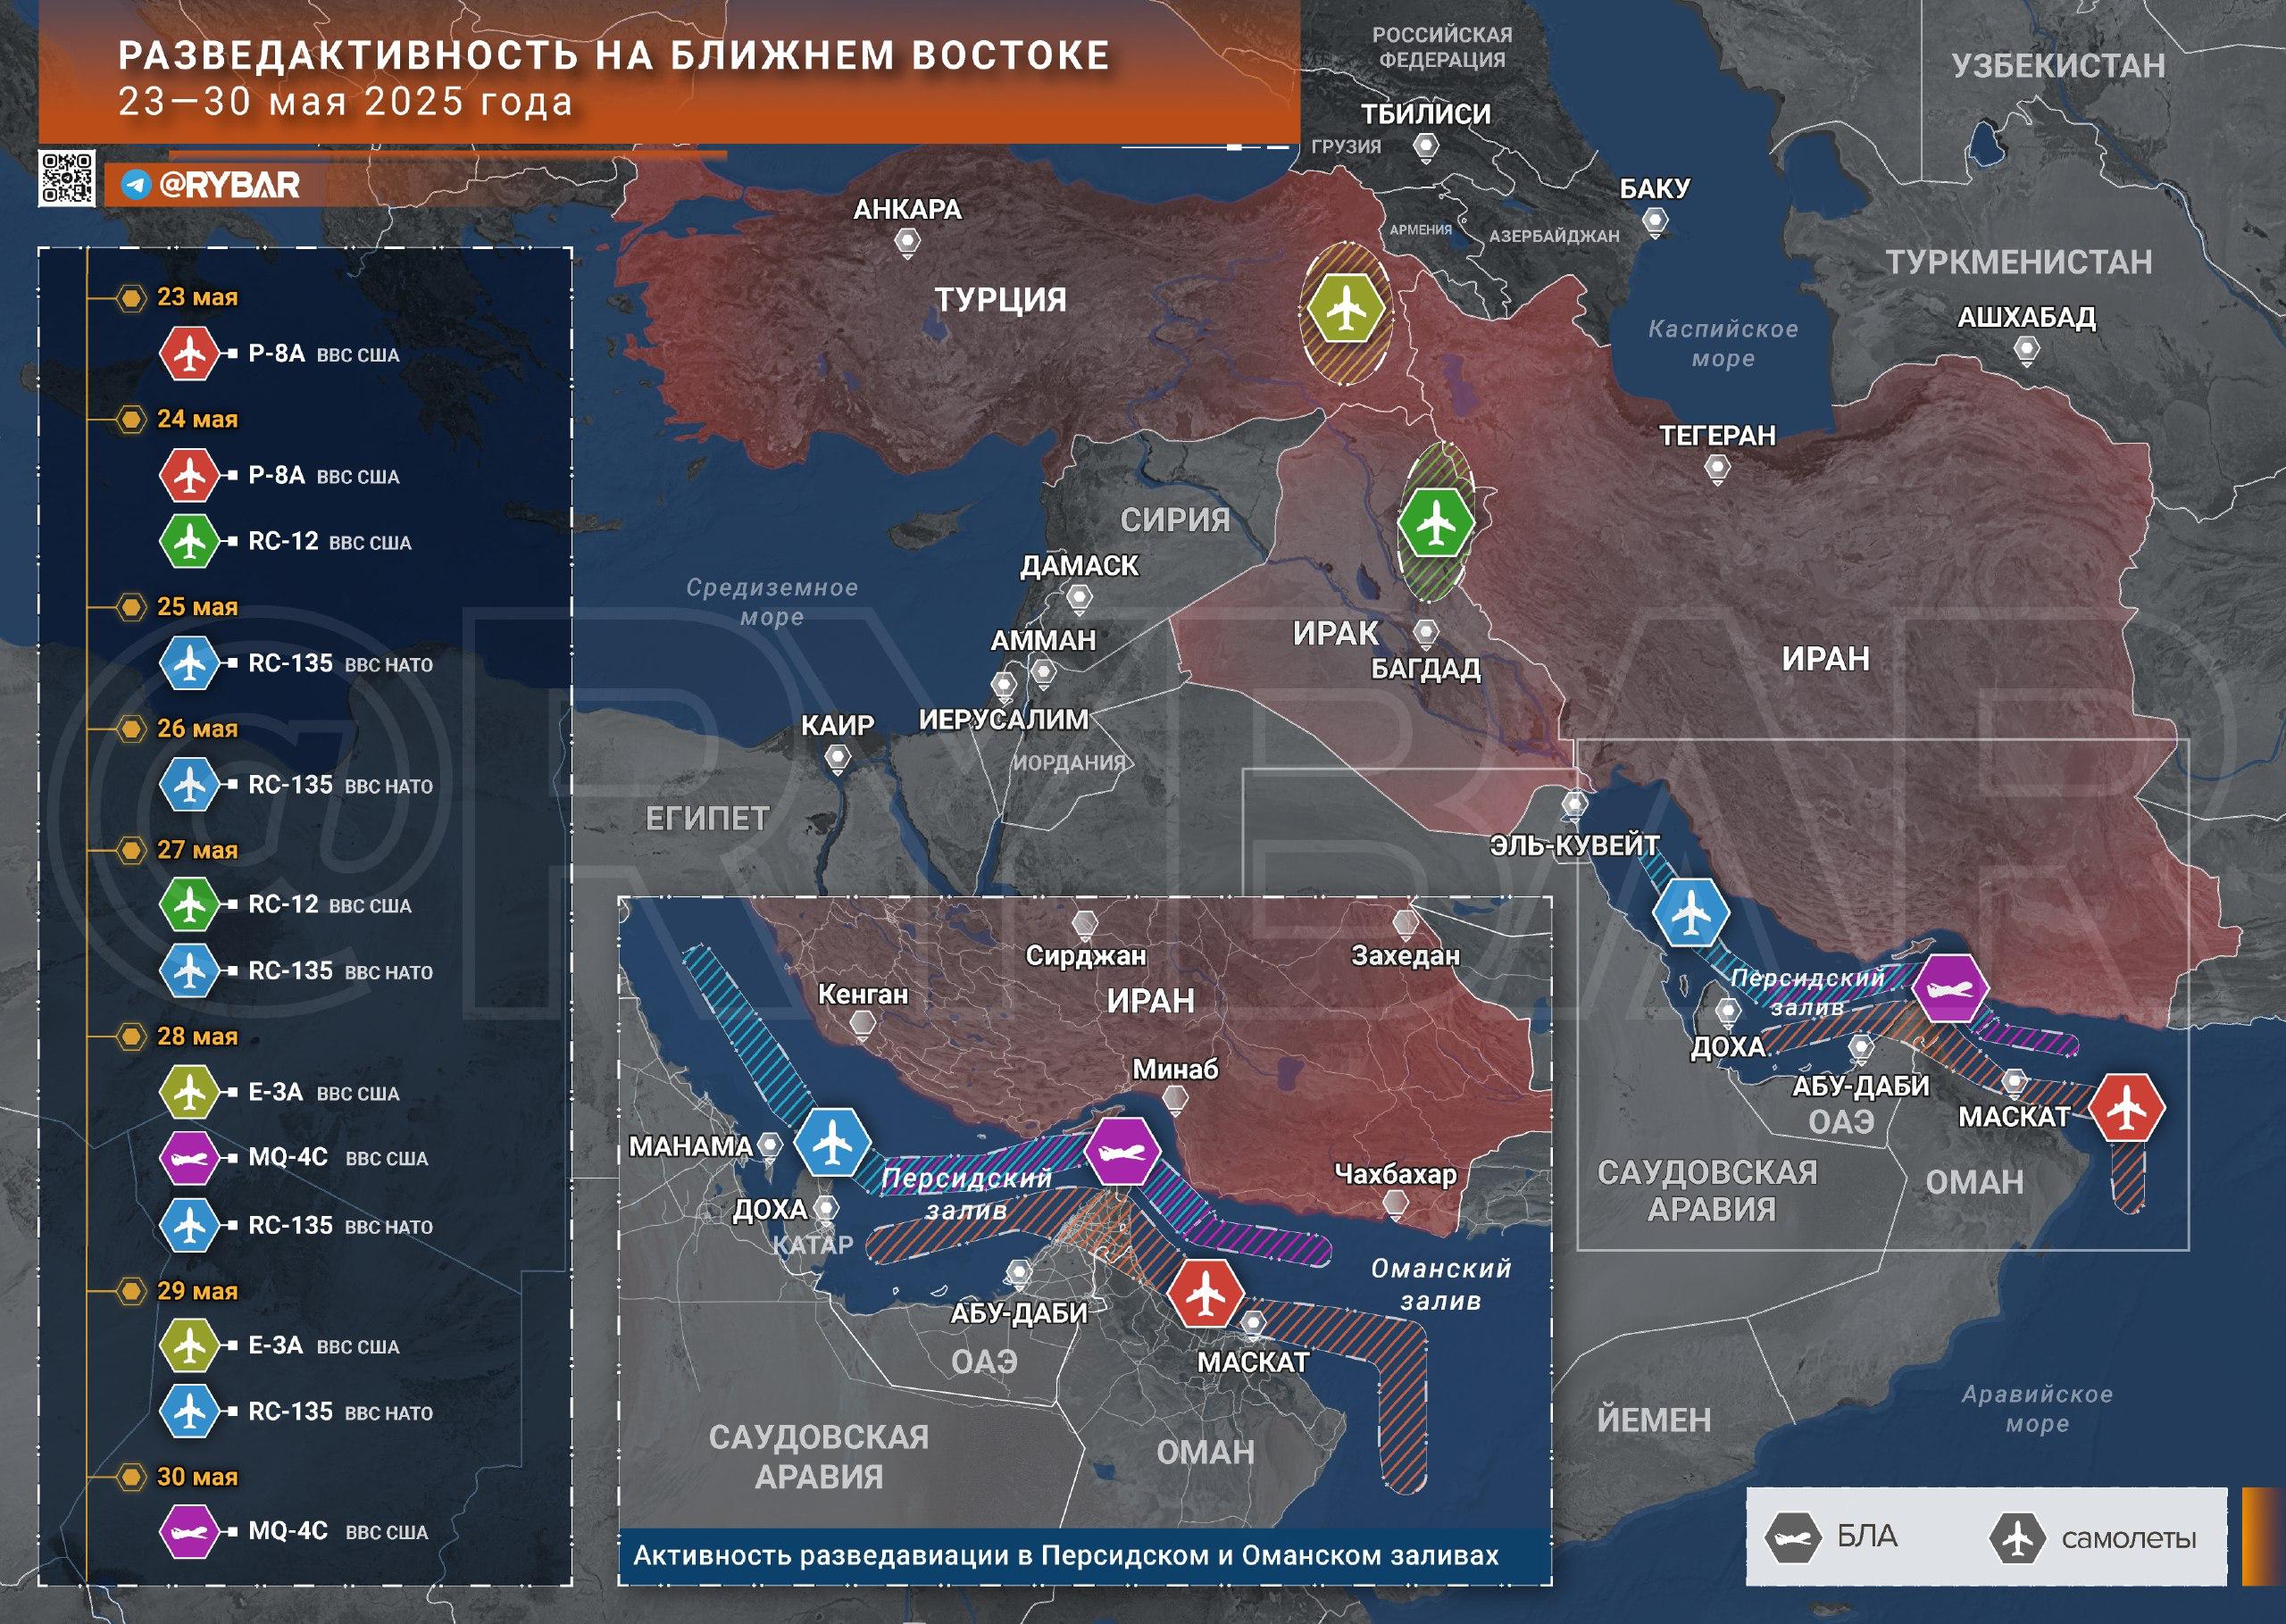 РАЗВЕДАКТИВНОСТЬ НА БЛИЖНЕМ ВОСТОКЕ
23—30 мая 2025 года
@RYBAR
23 мая
P-8A ВВС США
24 мая
P-8A ВВС США
RC-12 ВВС США
25 мая
RC-135 ВВС НАТО
26 мая
RC-135 ВВС НАТО
27 мая
RC-12 ВВС США
RC-135 ВВС НАТО
28 мая
E-3A ВВС США
MQ-4C ВВС США
RC-135 ВВС НАТО
29 мая
E-3A ВВС США
RC-135 ВВС НАТО
30 мая
MQ-4C ВВС США
РОССИЙСКАЯ
ФЕДЕРАЦИЯ
УЗБЕКИСТАН
ТБИЛИСИ
ГРУЗИЯ
БАКУ
АНКАРА
АРМЕНИЯ
АЗЕРБАЙДЖАН
ТУРКМЕНИСТАН
ТУРЦИЯ
АШХАБАД
Каспийское
море
ТЕГЕРАН
СИРИЯ
ДАМАСК
Средиземное
море
АММАН
ИРАК
БАГДАД
ИРАН
ИЕРУСАЛИМ
КАИР
ИОРДАНИЯ
ЕГИПЕТ
ЭЛЬ-КУВЕЙТ
Персидский
залив
ДОХА
АБУ-ДАБИ
ОАЭ
МАСКАТ
САУДОВСКАЯ
АРАВИЯ
ОМАН
ЙЕМЕН
Аравийское
море
Сирджан
Захедан
Кенган
ИРАН
Минаб
МАНАМА
Персидский
залив
ДОХА
КАТАР
Чахбахар
Оманский
залив
АБУ-ДАБИ
ОАЭ
МАСКАТ
САУДОВСКАЯ
АРАВИЯ
ОМАН
Активность разведавиации в Персидском и Оманском заливах
БЛА
самолеты
@RYBAR